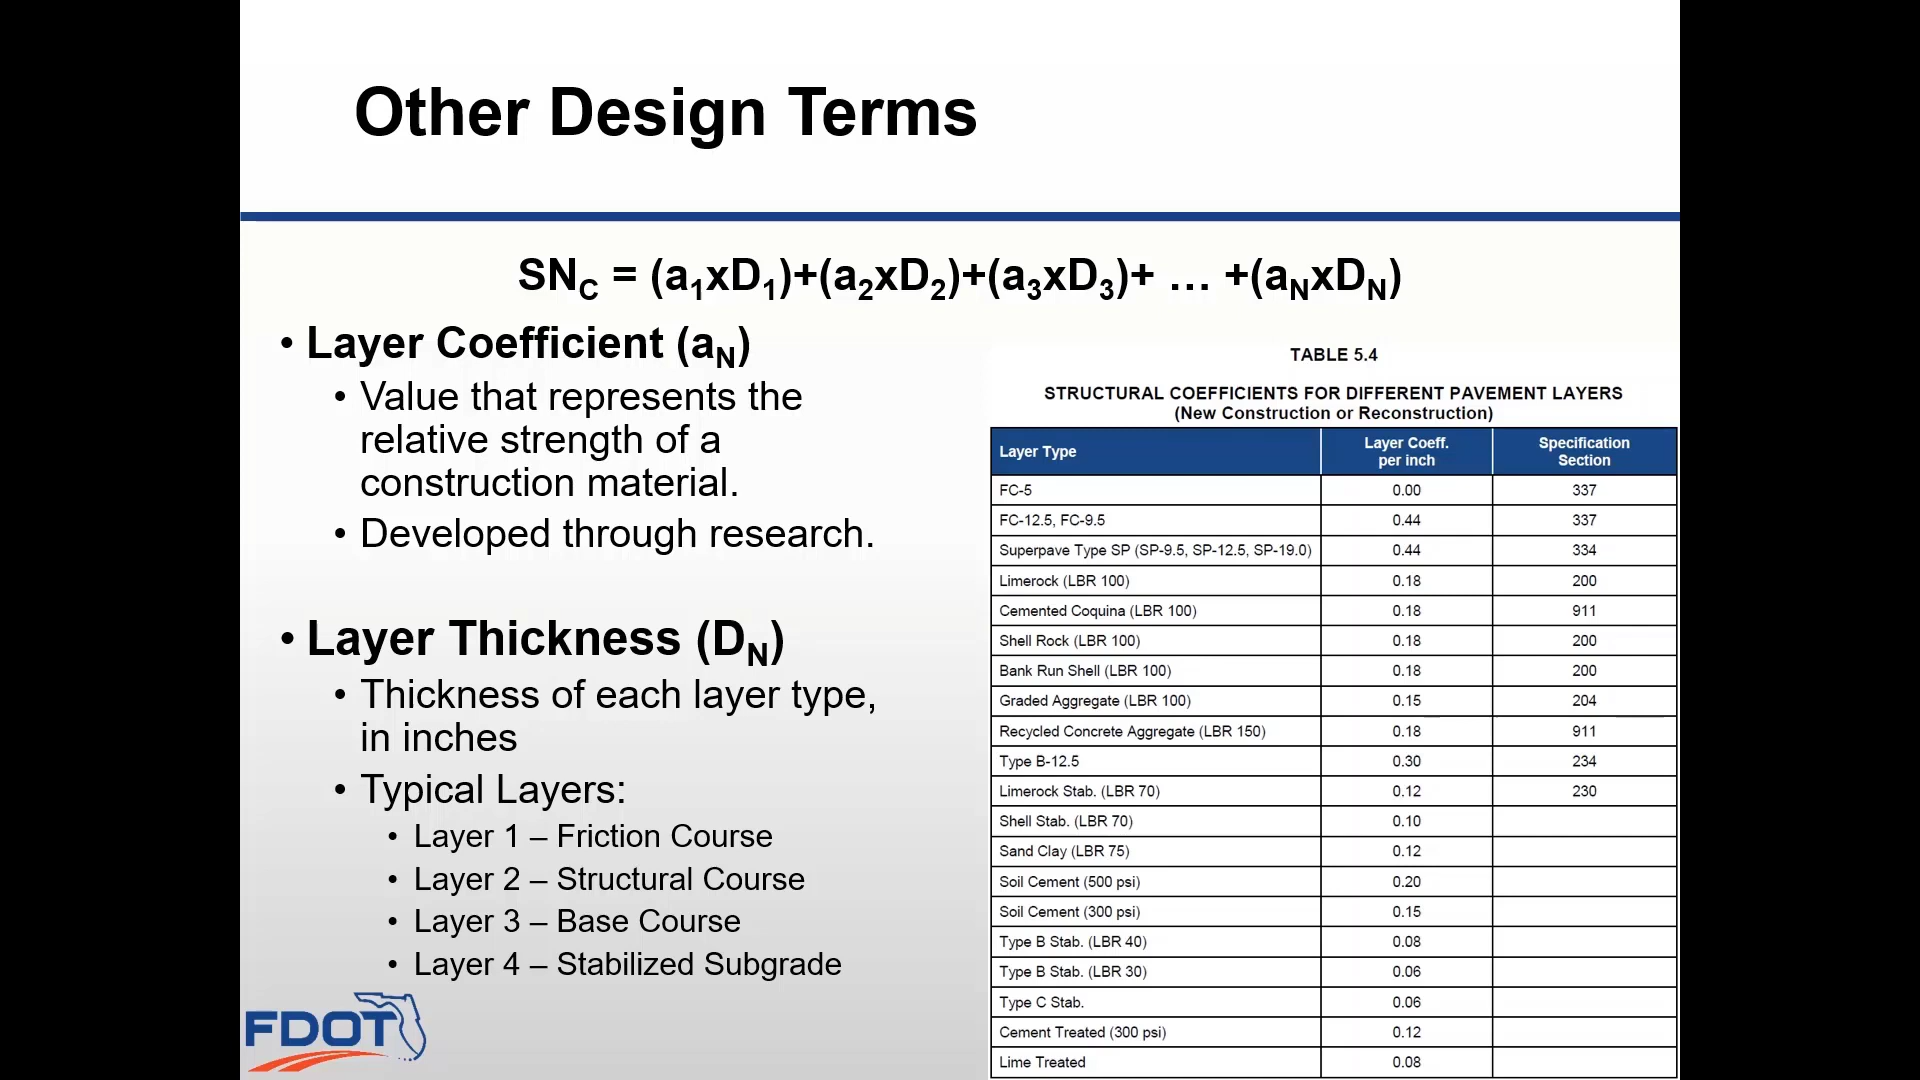 Other Design Terms
SN_C = (a_1xD_1)+(a_2xD_2)+(a_3xD_3)+ … +(a_NxD_N)
• Layer Coefficient (a_N)
• Value that represents the
relative strength of a
construction material.
• Developed through research.
• Layer Thickness (D_N)
• Thickness of each layer type,
in inches
• Typical Layers:
• Layer 1 – Friction Course
• Layer 2 – Structural Course
• Layer 3 – Base Course
• Layer 4 – Stabilized Subgrade
FDOT
TABLE 5.4
STRUCTURAL COEFFICIENTS FOR DIFFERENT PAVEMENT LAYERS
(New Construction or Reconstruction)
Layer Type Layer Coeff. per inch Specification Section
FC-5 0.00 337
FC-12.5, FC-9.5 0.44 337
Superpave Type SP (SP-9.5, SP-12.5, SP-19.0) 0.44 334
Limerock (LBR 100) 0.18 200
Cemented Coquina (LBR 100) 0.18 911
Shell Rock (LBR 100) 0.18 200
Bank Run Shell (LBR 100) 0.18 200
Graded Aggregate (LBR 100) 0.15 204
Recycled Concrete Aggregate (LBR 150) 0.18 911
Type B-12.5 0.30 234
Limerock Stab. (LBR 70) 0.12 230
Shell Stab. (LBR 70) 0.10
Sand Clay (LBR 75) 0.12
Soil Cement (500 psi) 0.20
Soil Cement (300 psi) 0.15
Type B Stab. (LBR 40) 0.08
Type B Stab. (LBR 30) 0.06
Type C Stab. 0.06
Cement Treated (300 psi) 0.12
Lime Treated 0.08